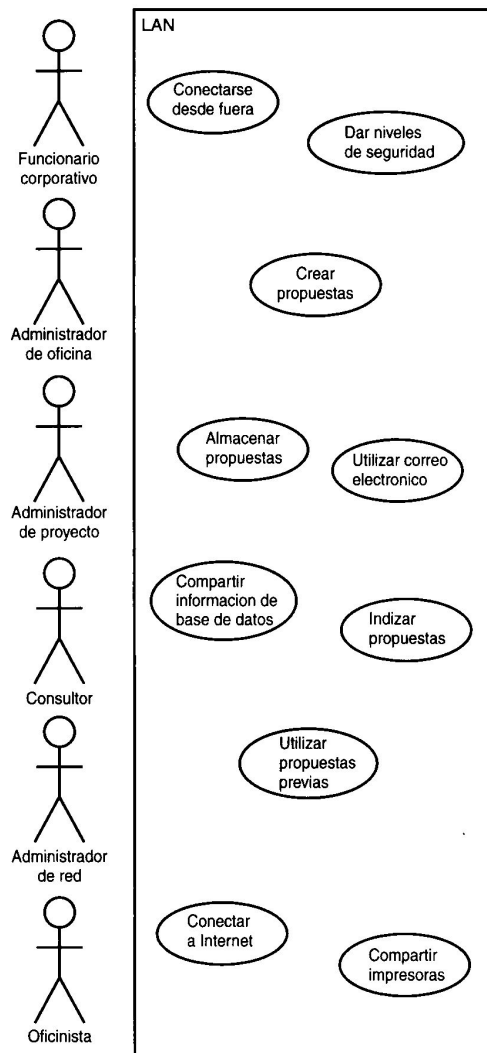 LAN
Conectarse
desde fuera
Dar niveles
de seguridad
Funcionario
corporativo
Crear
propuestas
Administrador
de oficina
Almacenar
propuestas
Utilizar correo
electronico
Administrador
de proyecto
Compartir
informacion de
base de datos
Indizar
propuestas
Consultor
Utilizar
propuestas
previas
Administrador
de red
Conectar
a Internet
Compartir
impresoras
Oficinista